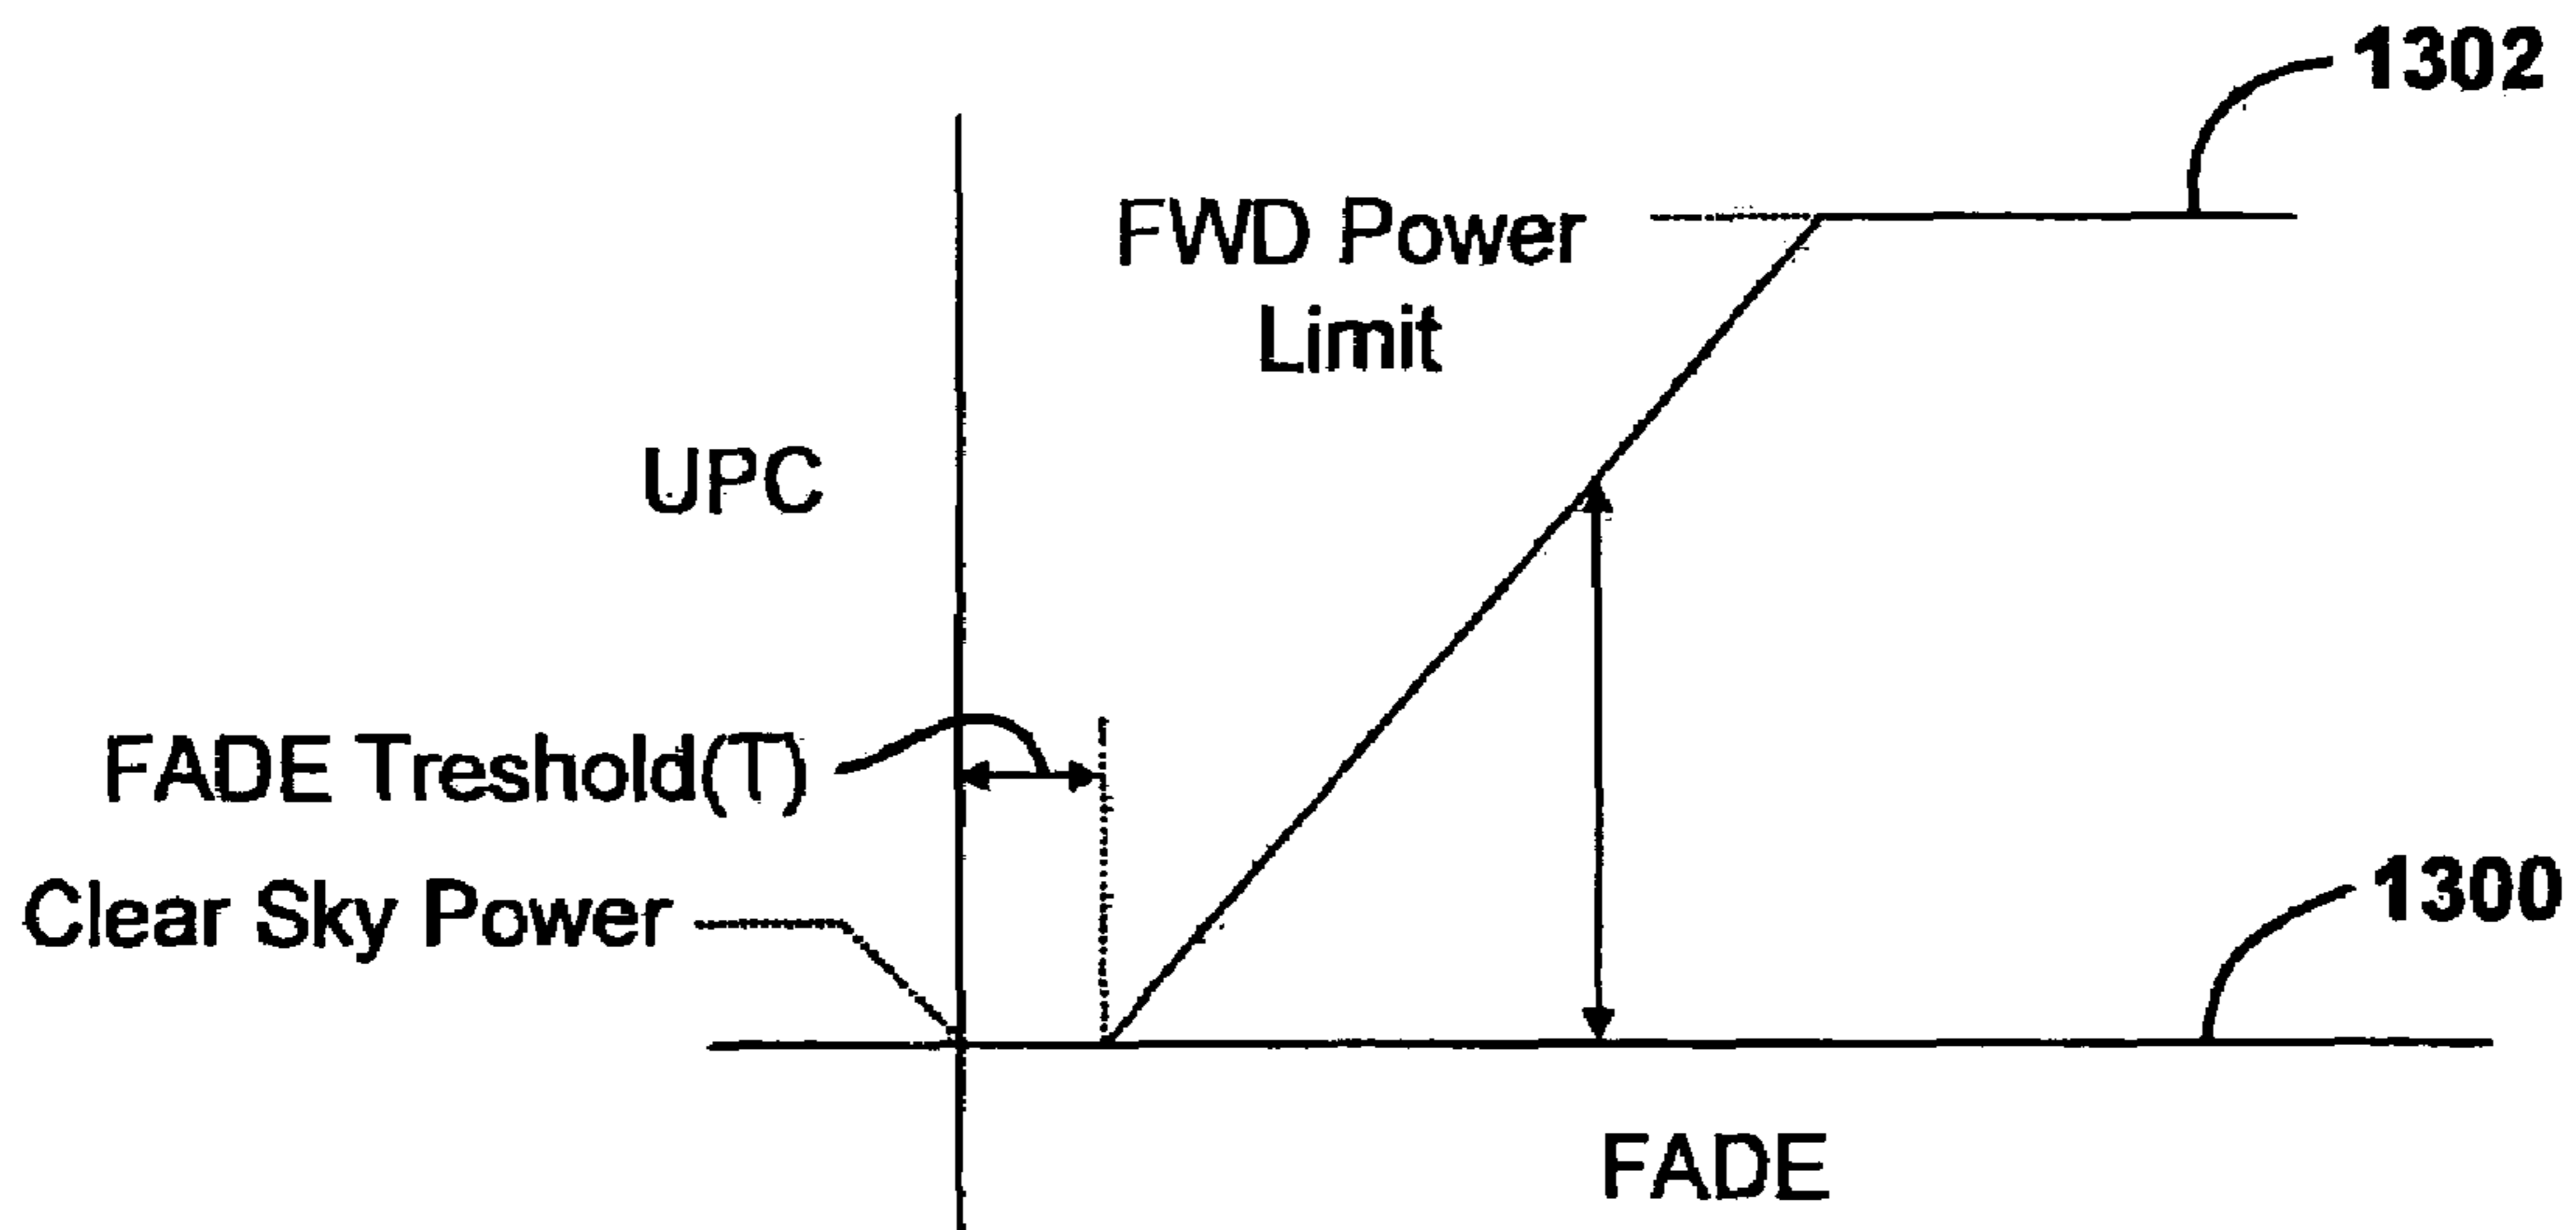 1302
FWD Power
Limit
UPC
FADE Treshold(T)
Clear Sky Power
1300
FADE